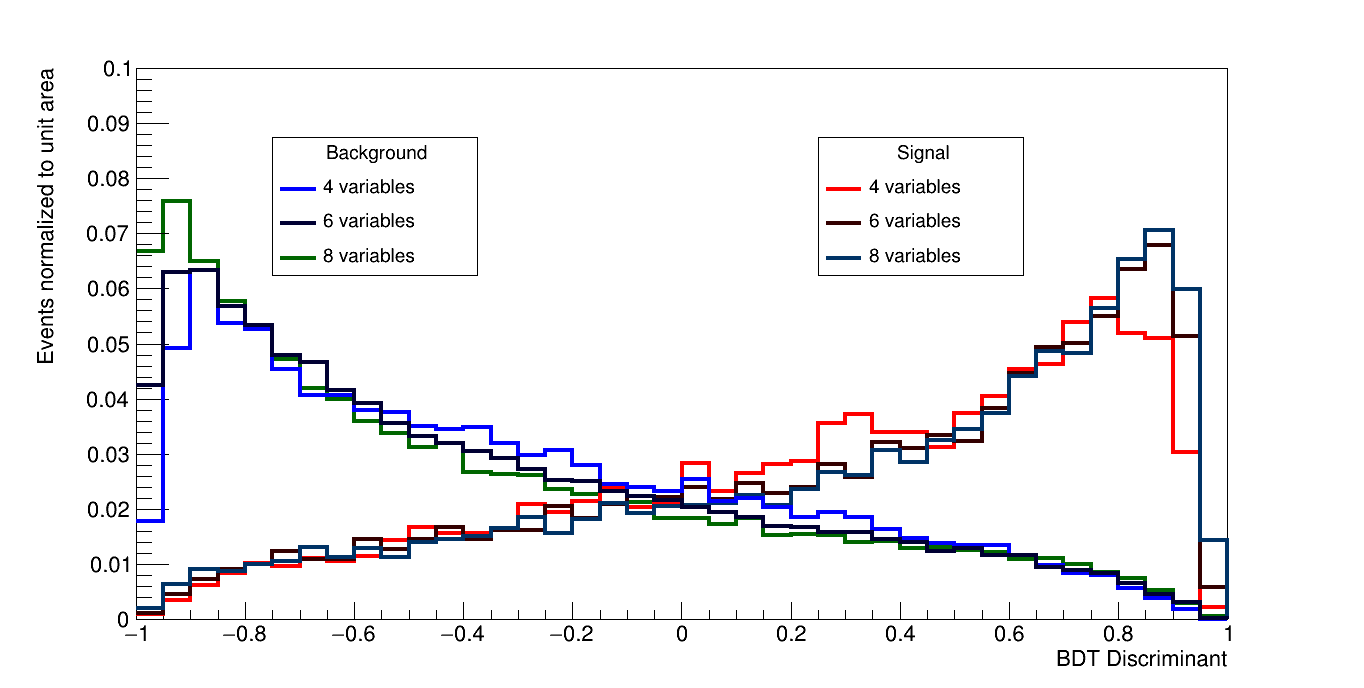 Events normalized to unit area
0.1
0.09
0.08
0.07
0.06
0.05
0.04
0.03
0.02
0.01
0
Background
4 variables
6 variables
8 variables
Signal
4 variables
6 variables
8 variables
−1 −0.8 −0.6 −0.4 −0.2 0 0.2 0.4 0.6 0.8 1
BDT Discriminant